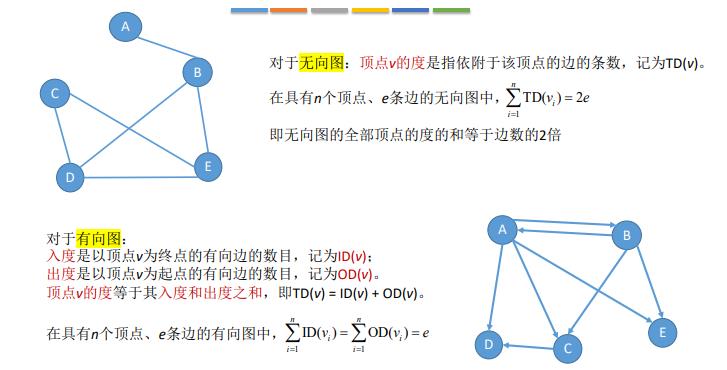 A
B
C
D
E
对于无向图：顶点v的度是指依附于该顶点的边的条数，记为TD(v)。
在具有n个顶点、e条边的无向图中，∑_{i=1}^{n} TD(v_i) = 2e
即无向图的全部顶点的度的和等于边数的2倍
对于有向图：
入度是以顶点v为终点的有向边的数目，记为ID(v)；
出度是以顶点v为起点的有向边的数目，记为OD(v)。
顶点v的度等于其入度和出度之和，即TD(v) = ID(v) + OD(v)。
在具有n个顶点、e条边的有向图中，∑_{i=1}^{n} ID(v_i) = ∑_{i=1}^{n} OD(v_i) = e
A
B
C
D
E